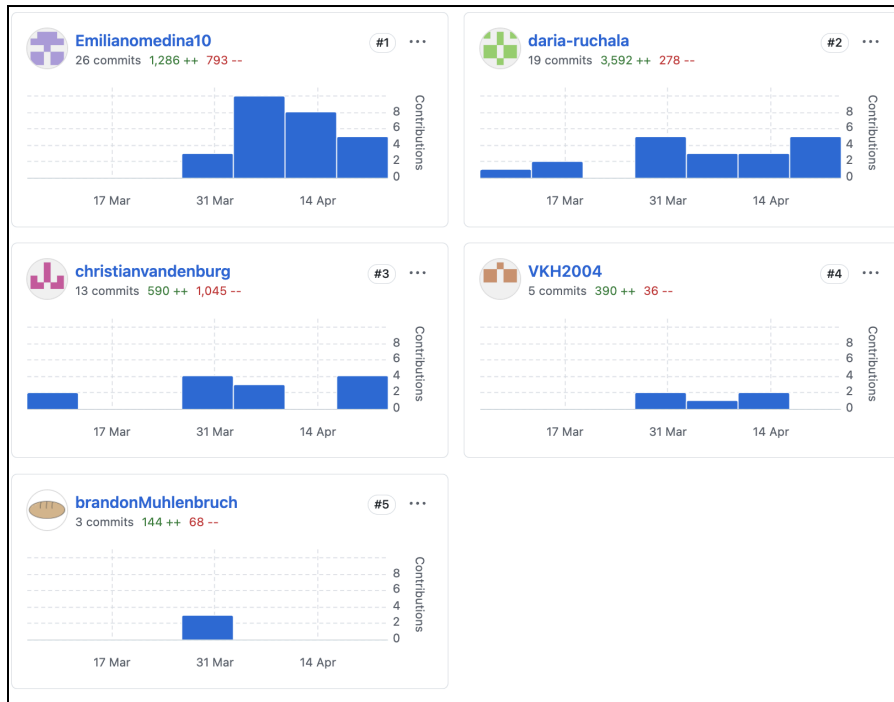 Emilianomedina10
#1
...
26 commits 1,286 ++ 793 --
8
6
4
2
0
Contributions
17 Mar 31 Mar 14 Apr
daria-ruchala
#2
...
19 commits 3,592 ++ 278 --
8
6
4
2
0
Contributions
17 Mar 31 Mar 14 Apr
christianvandenburg
#3
...
13 commits 590 ++ 1,045 --
8
6
4
2
0
Contributions
17 Mar 31 Mar 14 Apr
VKH2004
#4
...
5 commits 390 ++ 36 --
8
6
4
2
0
Contributions
17 Mar 31 Mar 14 Apr
brandonMuhlenbruch
#5
...
3 commits 144 ++ 68 --
8
6
4
2
0
Contributions
17 Mar 31 Mar 14 Apr